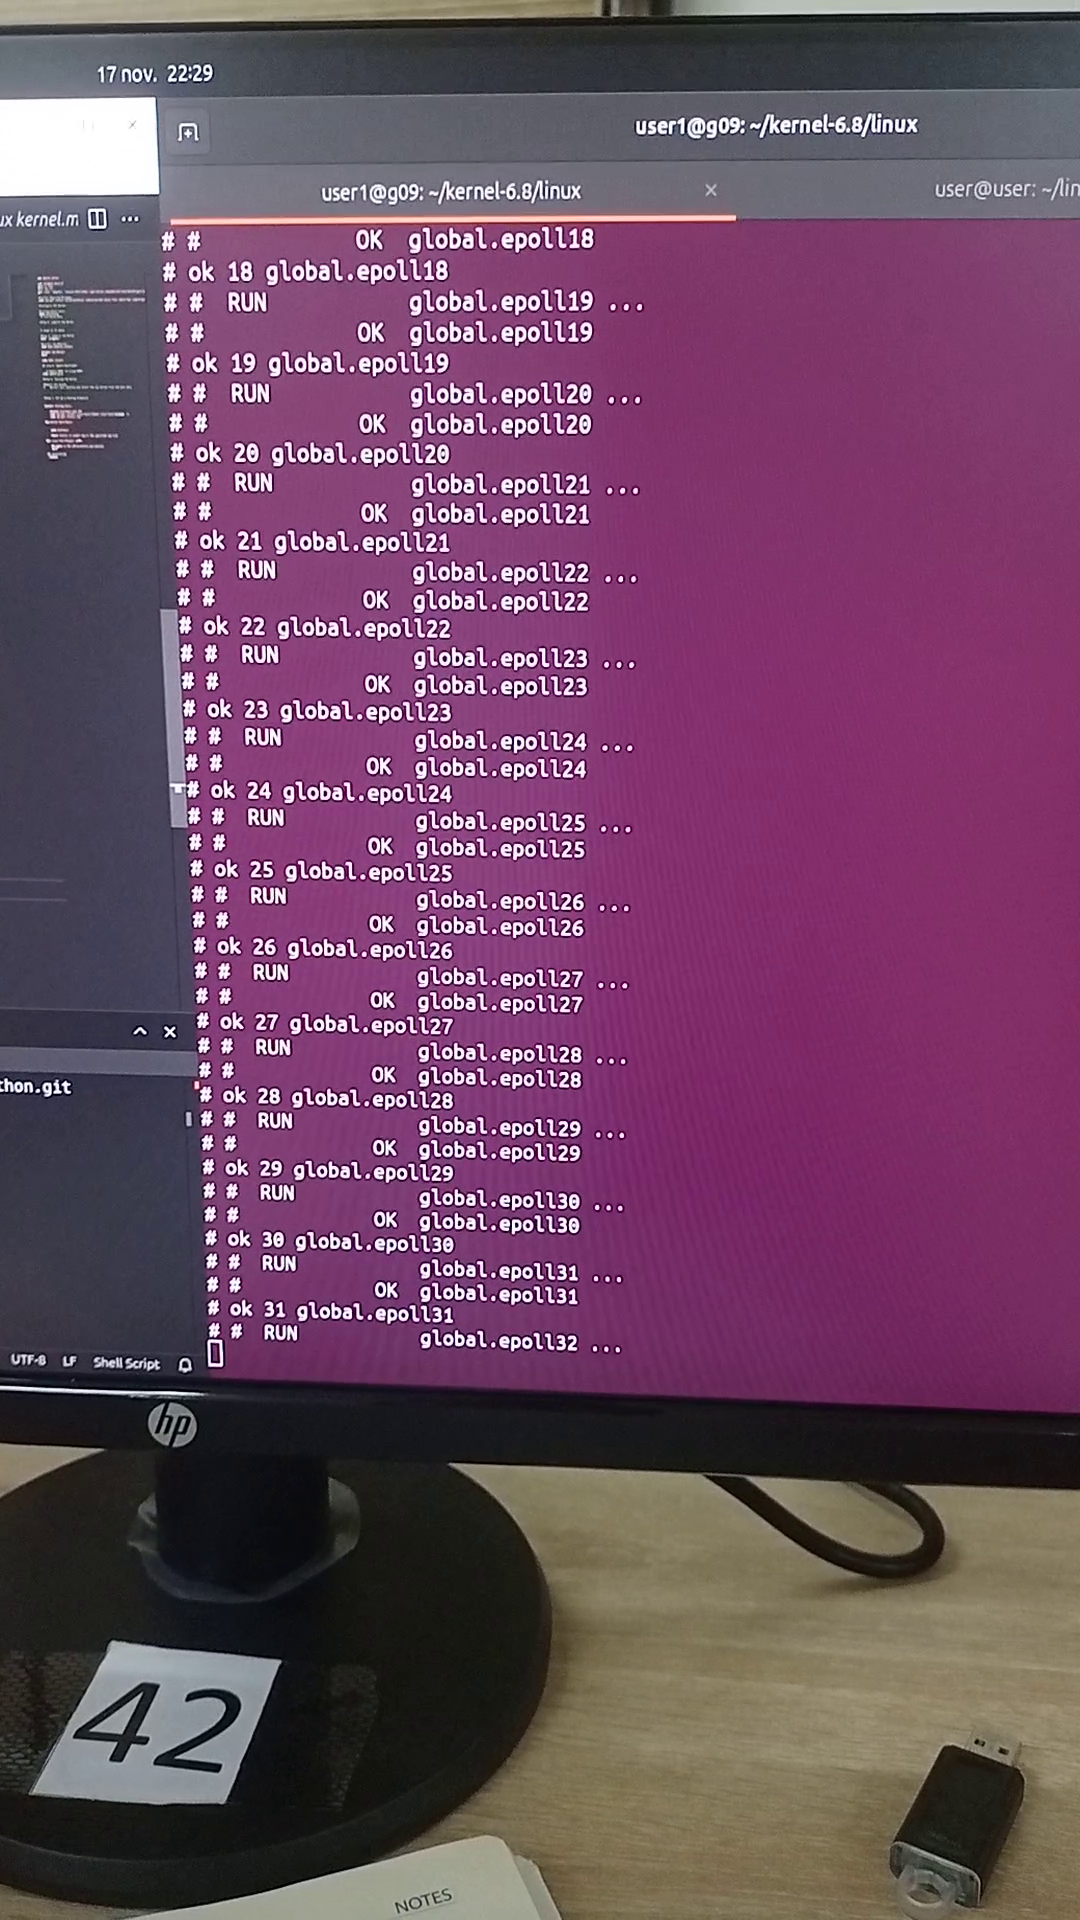 17 nov. 22:29
user1@g09: ~/kernel-6.8/linux
user1@g09: ~/kernel-6.8/linux × user@user: ~/lin
ux kernel.m ...
# # OK global.epoll18
# ok 18 global.epoll18
# # RUN global.epoll19 ...
# # OK global.epoll19
# ok 19 global.epoll19
# # RUN global.epoll20 ...
# # OK global.epoll20
# ok 20 global.epoll20
# # RUN global.epoll21 ...
# # OK global.epoll21
# ok 21 global.epoll21
# # RUN global.epoll22 ...
# # OK global.epoll22
# ok 22 global.epoll22
# # RUN global.epoll23 ...
# # OK global.epoll23
# ok 23 global.epoll23
# # RUN global.epoll24 ...
# # OK global.epoll24
# ok 24 global.epoll24
# # RUN global.epoll25 ...
# # OK global.epoll25
# ok 25 global.epoll25
# # RUN global.epoll26 ...
# # OK global.epoll26
# ok 26 global.epoll26
# # RUN global.epoll27 ...
# # OK global.epoll27
# ok 27 global.epoll27
# # RUN global.epoll28 ...
# # OK global.epoll28
# ok 28 global.epoll28
# # RUN global.epoll29 ...
# # OK global.epoll29
# ok 29 global.epoll29
# # RUN global.epoll30 ...
# # OK global.epoll30
# ok 30 global.epoll30
# # RUN global.epoll31 ...
# # OK global.epoll31
# ok 31 global.epoll31
# # RUN global.epoll32 ...
thon.git
UTF-8 LF Shell Script
hp
42
NOTES